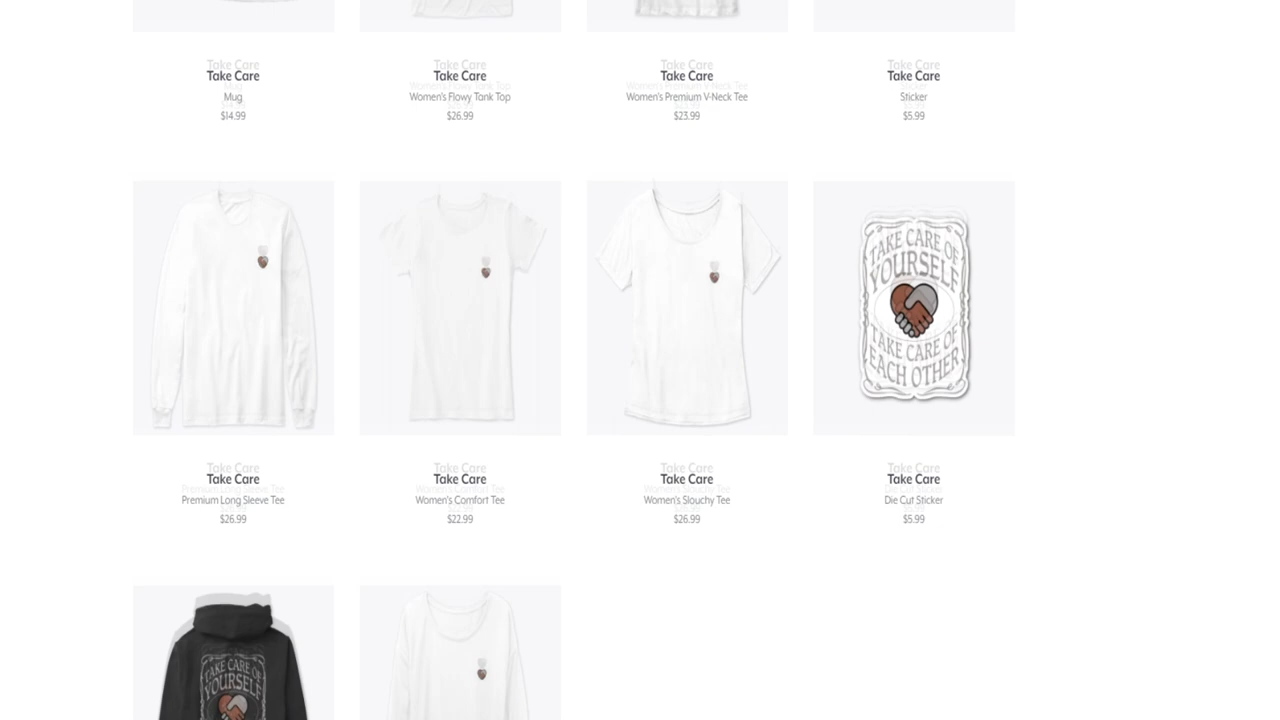 Take Care
Mug
$14.99
Take Care
Women's Flowy Tank Top
$26.99
Take Care
Women's Premium V-Neck Tee
$23.99
Take Care
Sticker
$5.99
TAKE CARE OF
YOURSELF
TAKE CARE OF
EACH OTHER
Take Care
Premium Long Sleeve Tee
$26.99
Take Care
Women's Comfort Tee
$22.99
Take Care
Women's Slouchy Tee
$26.99
Take Care
Die Cut Sticker
$5.99
TAKE CARE OF
YOURSELF